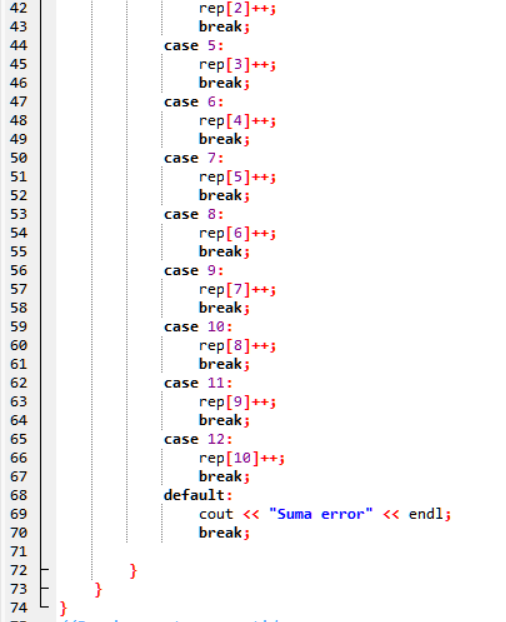 42 rep[2]++;
43 break;
44 case 5:
45 rep[3]++;
46 break;
47 case 6:
48 rep[4]++;
49 break;
50 case 7:
51 rep[5]++;
52 break;
53 case 8:
54 rep[6]++;
55 break;
56 case 9:
57 rep[7]++;
58 break;
59 case 10:
60 rep[8]++;
61 break;
62 case 11:
63 rep[9]++;
64 break;
65 case 12:
66 rep[10]++;
67 break;
68 default:
69 cout << "Suma error" << endl;
70 break;
71
72 }
73 }
74 }